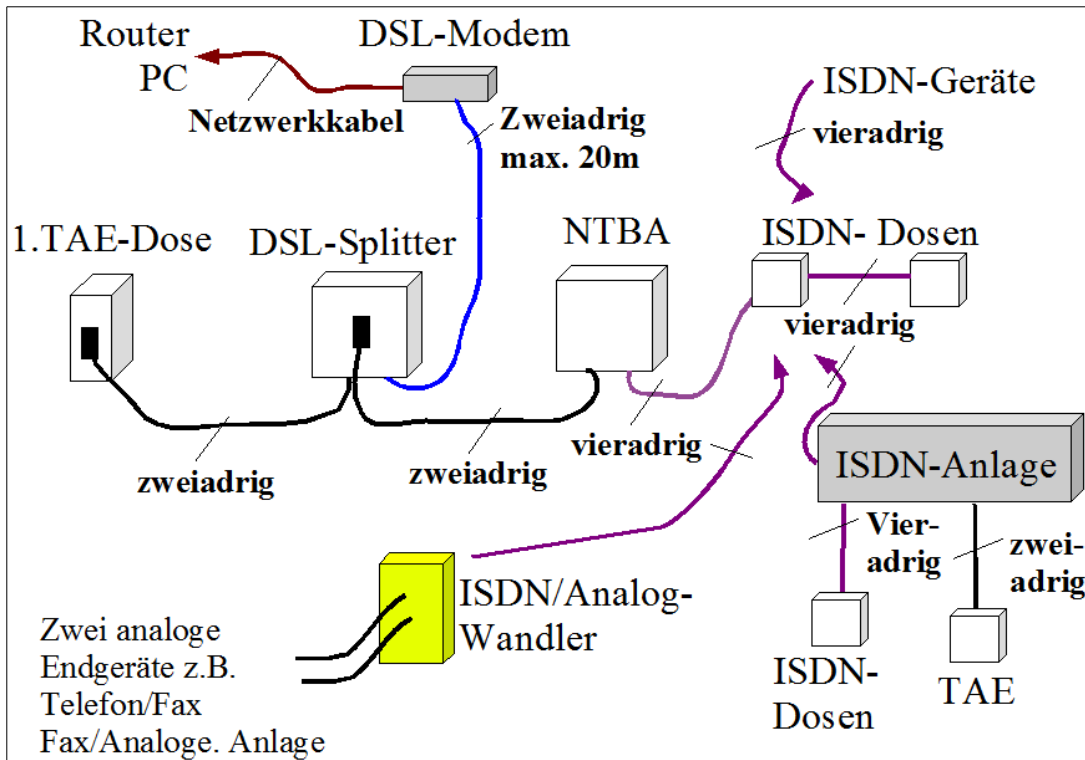 Router
PC
DSL-Modem
Netzwerkkabel
Zweiadrig
max. 20m
ISDN-Geräte
vieradrig
1.TAE-Dose
DSL-Splitter
NTBA
ISDN- Dosen
vieradrig
zweiadrig
zweiadrig
vieradrig
ISDN-Anlage
Vier-
adrig
zwei-
adrig
ISDN/Analog-
Wandler
Zwei analoge
Endgeräte z.B.
Telefon/Fax
Fax/Analoge. Anlage
ISDN-
Dosen
TAE